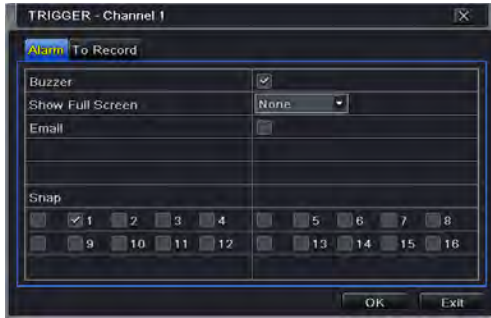 TRIGGER - Channel 1
Alarm To Record
Buzzer
Show Full Screen None
Email
Snap
1 2 3 4 5 6 7 8
9 10 11 12 13 14 15 16
OK Exit